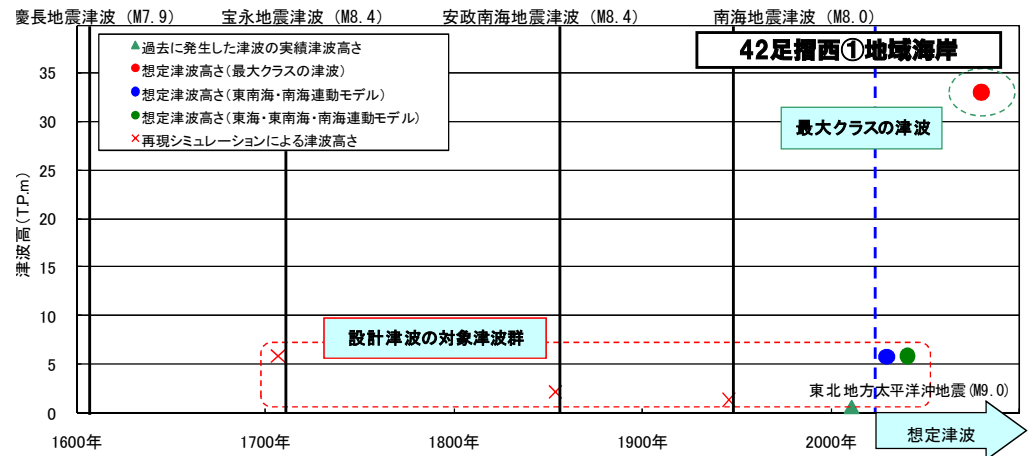 慶長地震津波 (M7.9) 宝永地震津波 (M8.4) 安政南海地震津波 (M8.4) 南海地震津波 (M8.0)
▲過去に発生した津波の実績津波高さ
●想定津波高さ(最大クラスの津波)
●想定津波高さ(東南海・南海連動モデル)
●想定津波高さ(東海・東南海・南海連動モデル)
×再現シミュレーションによる津波高さ
42足摺西①地域海岸
最大クラスの津波
津波高(T.P.m)
35
30
25
20
15
10
5
0
設計津波の対象津波群
東北地方太平洋沖地震(M9.0)
1600年 1700年 1800年 1900年 2000年
想定津波